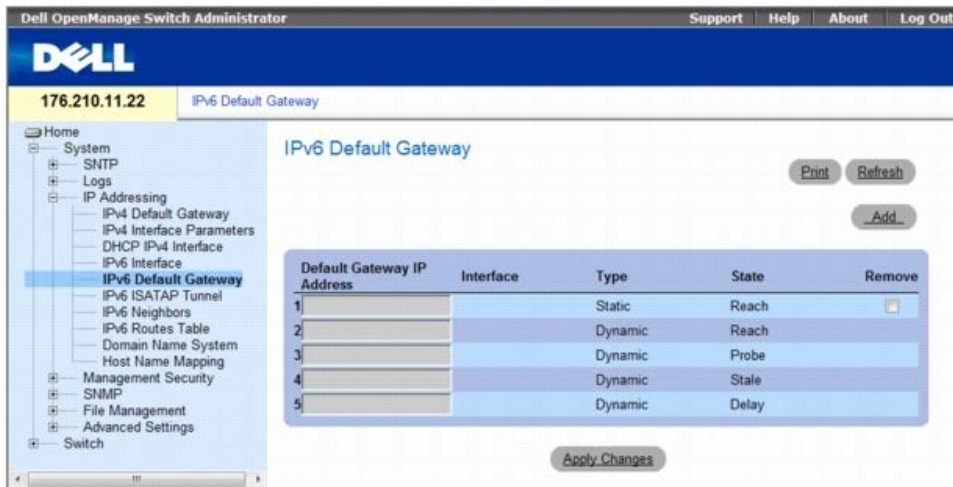 Dell OpenManage Switch Administrator Support Help About Log Out
DELL
176.210.11.22 IPv6 Default Gateway
Home
System
SNTP
Logs
IP Addressing
IPv4 Default Gateway
IPv4 Interface Parameters
DHCP IPv4 Interface
IPv6 Interface
IPv6 Default Gateway
IPv6 ISATAP Tunnel
IPv6 Neighbors
IPv6 Routes Table
Domain Name System
Host Name Mapping
Management Security
SNMP
File Management
Advanced Settings
Switch
IPv6 Default Gateway
Print Refresh
Add
Default Gateway IP Address Interface Type State Remove
1 Static Reach
2 Dynamic Reach
3 Dynamic Probe
4 Dynamic Stale
5 Dynamic Delay
Apply Changes